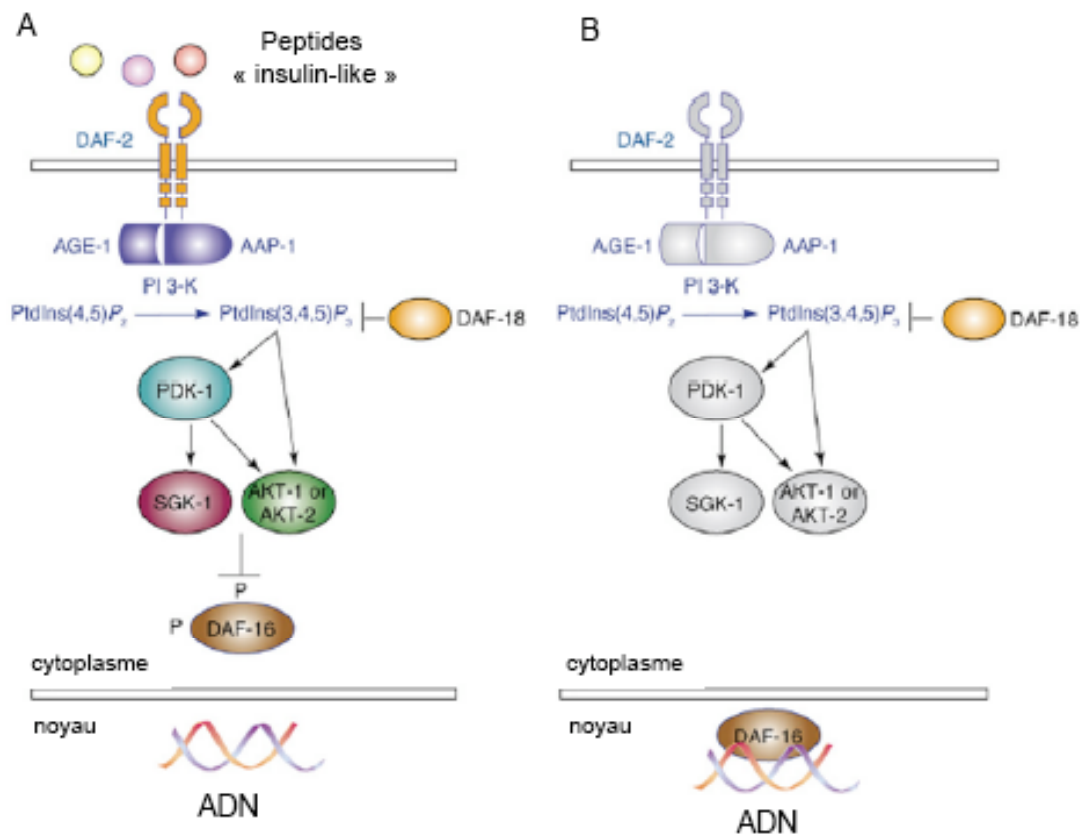 A
Peptides
« insulin-like »
DAF-2
AGE-1
AAP-1
PI 3-K
PtdIns(4,5)P₂
PtdIns(3,4,5)P₃
DAF-18
PDK-1
SGK-1
AKT-1 or
AKT-2
P
P
DAF-16
cytoplasme
noyau
ADN
B
DAF-2
AGE-1
AAP-1
PI 3-K
PtdIns(4,5)P₂
PtdIns(3,4,5)P₃
DAF-18
PDK-1
SGK-1
AKT-1 or
AKT-2
cytoplasme
noyau
DAF-16
ADN